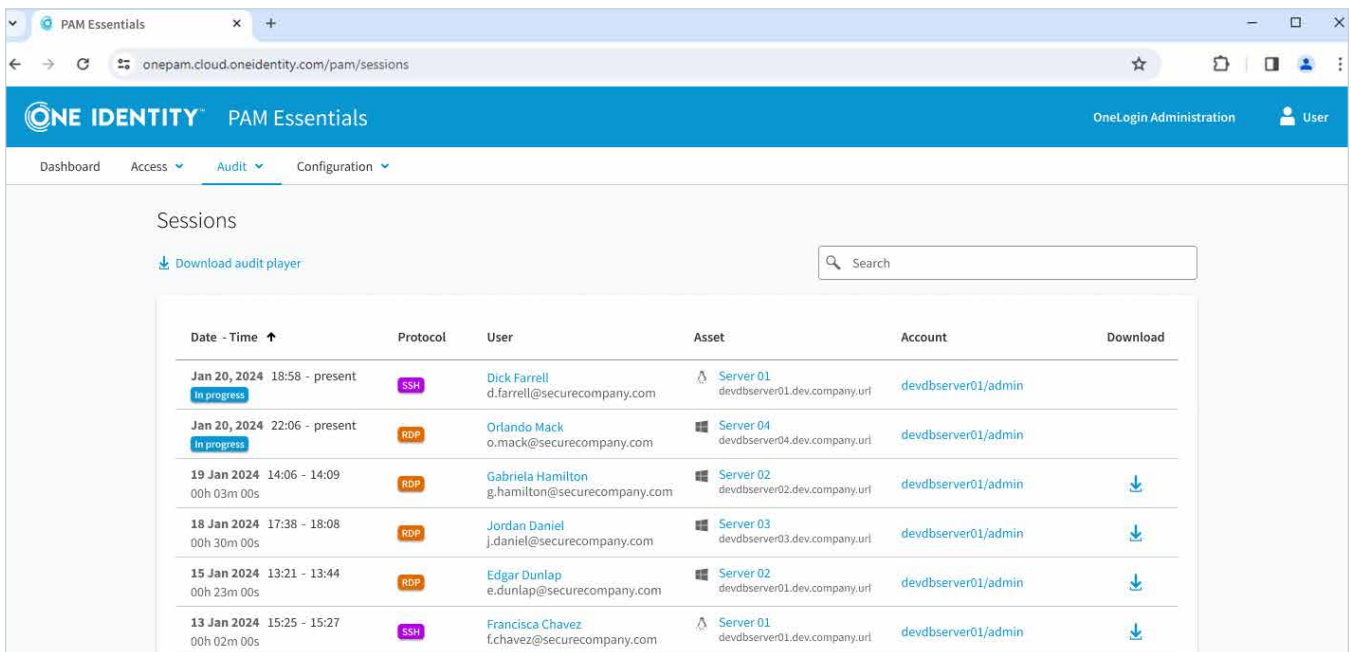 PAM Essentials
onepam.cloud.oneidentity.com/pam/sessions
ONE IDENTITY™ PAM Essentials OneLogin Administration User
Dashboard Access Audit Configuration
Sessions
Download audit player Search
Date - Time Protocol User Asset Account Download
Jan 20, 2024 18:58 - present SSH Dick Farrell Server 01 devdbserver01/admin
In progress d.farrell@securecompany.com devdbserver01.dev.company.url
Jan 20, 2024 22:06 - present RDP Orlando Mack Server 04 devdbserver01/admin
In progress o.mack@securecompany.com devdbserver04.dev.company.url
19 Jan 2024 14:06 - 14:09 RDP Gabriela Hamilton Server 02 devdbserver01/admin
00h 03m 00s g.hamilton@securecompany.com devdbserver02.dev.company.url
18 Jan 2024 17:38 - 18:08 RDP Jordan Daniel Server 03 devdbserver01/admin
00h 30m 00s j.daniel@securecompany.com devdbserver03.dev.company.url
15 Jan 2024 13:21 - 13:44 RDP Edgar Dunlap Server 02 devdbserver01/admin
00h 23m 00s e.dunlap@securecompany.com devdbserver01.dev.company.url
13 Jan 2024 15:25 - 15:27 SSH Francisca Chavez Server 01 devdbserver01/admin
00h 02m 00s f.chavez@securecompany.com devdbserver01.dev.company.url